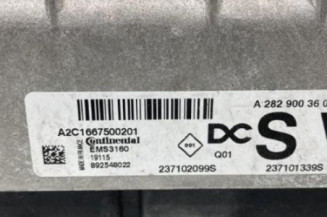 A2C1667500201
A 282 900 36 0
Continental
EMS3160
MADE IN FRANCE
19115
892548022
001
DC S
Q01
237102099S
237101339S